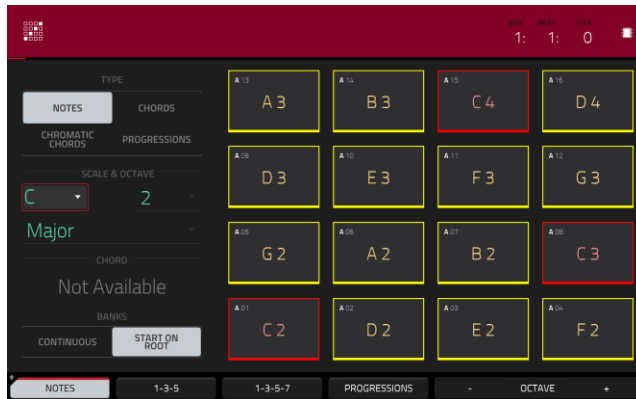 BAR BEAT TICK
1: 1: 0
TYPE
NOTES CHORDS
CHROMATIC CHORDS PROGRESSIONS
SCALE & OCTAVE
C 2
Major
CHORD
Not Available
BANKS
CONTINUOUS START ON ROOT
A 13 A 14 A 15 A 16
A 3 B 3 C 4 D 4
A 09 A 10 A 11 A 12
D 3 E 3 F 3 G 3
A 05 A 06 A 07 A 08
G 2 A 2 B 2 C 3
A 01 A 02 A 03 A 04
C 2 D 2 E 2 F 2
NOTES 1-3-5 1-3-5-7 PROGRESSIONS - OCTAVE +